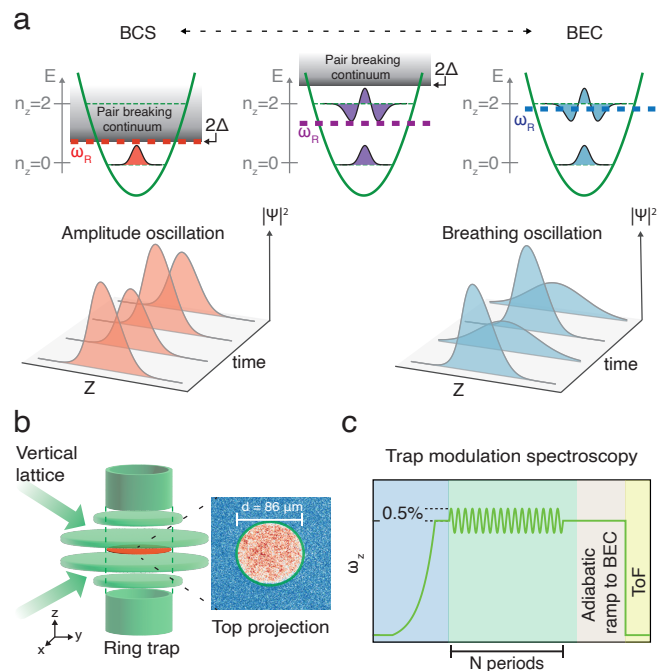 a
BCS
BEC
E
Pair breaking
continuum
n_z=2
2Δ
ω_R
n_z=0
E
Pair breaking
continuum
2Δ
n_z=2
ω_R
n_z=0
E
n_z=2
ω_R
n_z=0
Amplitude oscillation
|Ψ|²
time
Z
Breathing oscillation
|Ψ|²
time
Z
b
Vertical
lattice
d = 86 µm
z
y
x
Ring trap
Top projection
c
Trap modulation spectroscopy
0.5%
ω_z
Adiabatic
ramp to BEC
ToF
N periods